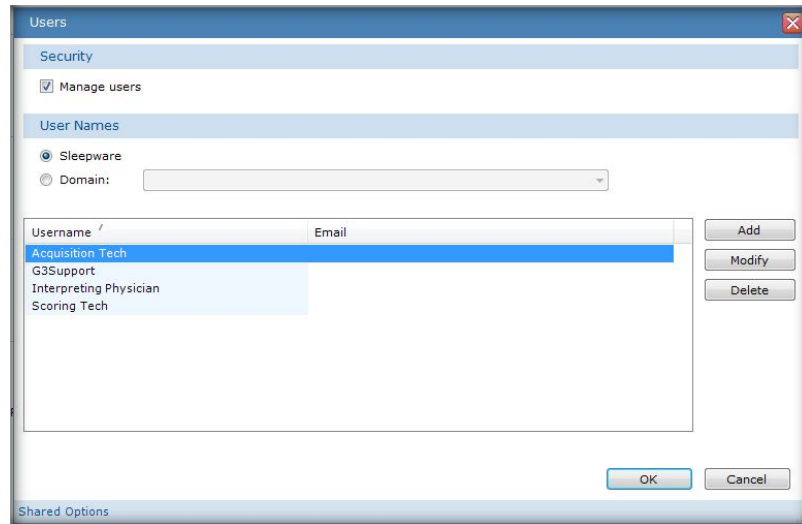 Users
Security
Manage users
User Names
Sleepware
Domain:
Username Email
Acquisition Tech
G3Support
Interpreting Physician
Scoring Tech
Add
Modify
Delete
OK Cancel
Shared Options